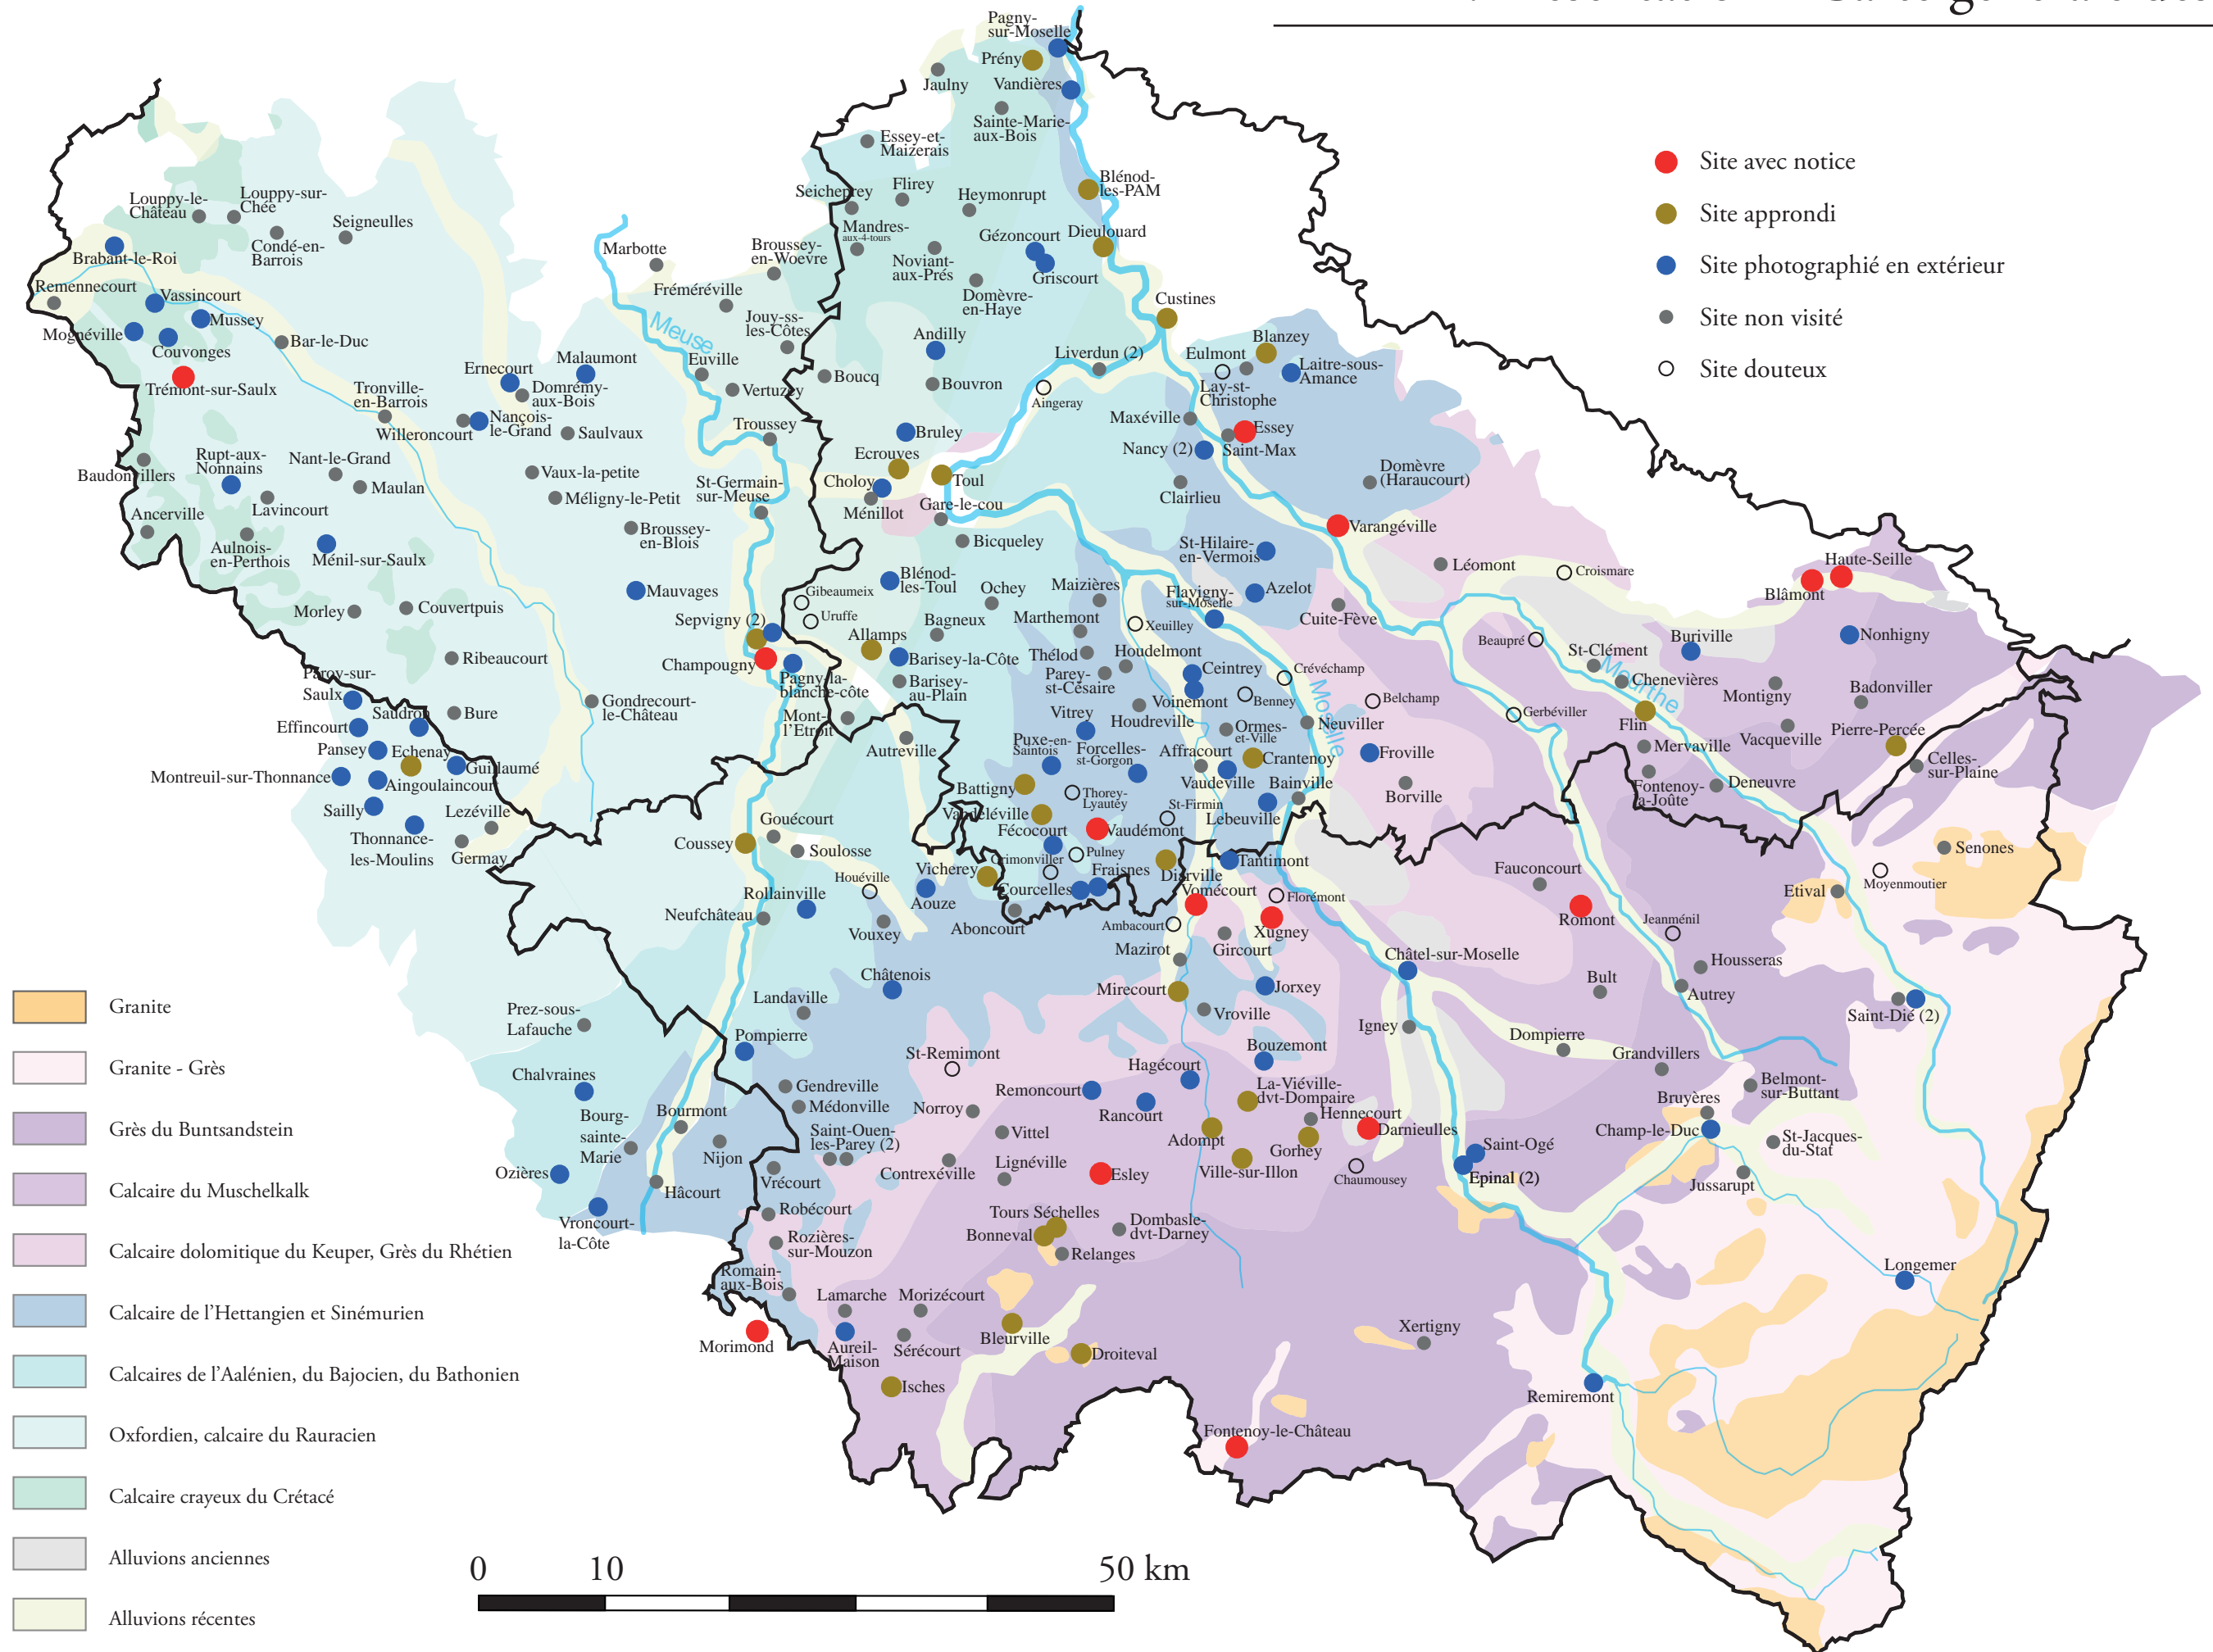 Site avec notice
Site approndi
Site photographié en extérieur
Site non visité
Site douteux
Pagny-
sur-Moselle
Prény
Jaulny
Vandières
Sainte-Marie-
aux-Bois
Essey-et-
Maizerais
Blénod-
les-PAM
Seicheprey
Flirey
Heymonrupt
Mandres-
aux-4-tours
Noviant-
aux-Prés
Gézoncourt
Dieulouard
Griscourt
Domèvre-
en-Haye
Custines
Louppy-le-
Château
Louppy-sur-
Chée
Condé-en-
Barrois
Seigneulles
Brabant-le-Roi
Remennecourt
Vassincourt
Mussey
Mognéville
Couvonges
Bar-le-Duc
Trémont-sur-Saulx
Marbotte
Broussey-
en-Woevre
Fréméréville
Jouy-ss-
les-Côtes
Meuse
Euville
Vertuzey
Boucq
Andilly
Bouvron
Liverdun (2)
Aingeray
Eulmont
Blanzey
Laitre-sous-
Amance
Lay-st-
Christophe
Maxéville
Essey
Nancy (2)
Saint-Max
Clairlieu
Domèvre
(Haraucourt)
Ernecourt
Malaumont
Domremy-
aux-Bois
Tronville-
en-Barrois
Willeroncourt
Nançois-
le-Grand
Saulvaux
Troussey
Bruley
Ecrouves
Toul
Choloy
Ménillot
Gare-le-cou
Bicqueley
Baudonvillers
Rupt-aux-
Nonnains
Nant-le-Grand
Maulan
Vaux-la-petite
Méligny-le-Petit
St-Germain-
sur-Meuse
Lavincourt
Ancerville
Aulnois-
en-Perthois
Ménil-sur-Saulx
Broussey-
en-Blois
Mauvages
Varangéville
St-Hilaire-
en-Vermois
Léomont
Croismare
Haute-Seille
Blâmont
Blénod-
les-Toul
Gibeaumeix
Uruffe
Ochey
Maizières
Flavigny-
sur-Moselle
Azelot
Cuite-Fève
Morley
Couvertpuis
Sepvigny (2)
Allamps
Bagneux
Marthemont
Xeuilley
Beaupré
St-Clément
Buriville
Nonhigny
Ribeaucourt
Champougny
Pagny-la-
blanche-côte
Barisey-la-Côte
Barisey-
au-Plain
Thélod
Houdelmont
Parey-
st-Césaire
Ceintrey
Crévéchamp
Meurthe
Chenevières
Montigny
Badonviller
Paroy-sur-
Saulx
Saudron
Bure
Gondrecourt-
le-Château
Mont-
l'Etroit
Autreville
Vitrey
Voinemont
Houdreville
Benney
Moselle
Belchamp
Gerbéviller
Flin
Vacqueville
Pierre-Percée
Effincourt
Pansey
Echenay
Guillaumé
Montreuil-sur-Thonnance
Aingoulaincourt
Sailly
Lezéville
Thonnance-
les-Moulins
Germay
Puxe-en-
Saintois
Forcelles-
st-Gorgon
Affracourt
Ormes-
et-Ville
Neuviller
Crantenoy
Froville
Mervaville
Celles-
sur-Plaine
Battigny
Thorey-
Lyautéy
Vaudeville
Bainville
Borville
Fontenoy-
la-Joûte
Deneuvre
Vandeléville
St-Firmin
Lebeuville
Fécocourt
Vaudémont
Gouécourt
Coussey
Soulosse
Grimonviller
Pulney
Tantimont
Fauconcourt
Senones
Houéville
Vicherey
Fraisnes
Diarville
Courcelles
Vomécourt
Florémont
Moyenmoutier
Rollainville
Aouze
Etival
Neufchâteau
Vouxey
Aboncourt
Ambacourt
Xugney
Romont
Jeanménil
Mazirot
Gircourt
Châtel-sur-Moselle
Housseras
Châtenois
Bult
Autrey
Landaville
Mirecourt
Jorxey
Vroville
Saint-Dié (2)
Prez-sous-
Lafauche
Pompierre
St-Remimont
Igney
Dompierre
Grandvillers
Bouzemont
Hagécourt
Chalvraines
Gendreville
Remoncourt
Rancourt
La-Viéville-
dvt-Dompaire
Belmont-
sur-Buttant
Bourg-
sainte-
Marie
Bourmont
Médonville
Norroy
Hennecourt
Bruyères
Saint-Ouen-
les-Parey (2)
Vittel
Adompt
Gorhey
Darnieulles
Champ-le-Duc
St-Jacques-
du-Stat
Nijon
Saint-Ogé
Ozières
Vrécourt
Contrexéville
Lignéville
Esley
Ville-sur-Illon
Chaumousey
Epinal (2)
Jussarupt
Hâcourt
Robécourt
Tours Séchelles
Dombasle-
dvt-Darney
Vroncourt-
la-Côte
Rozières-
sur-Mouzon
Bonneval
Relanges
Longemer
Romain-
aux-Bois
Lamarche
Morizécourt
Morimond
Aureil-
Maison
Sérécourt
Bleurville
Droiteval
Xertigny
Isches
Remiremont
Fontenoy-le-Château
Granite
Granite - Grès
Grès du Buntsandstein
Calcaire du Muschelkalk
Calcaire dolomitique du Keuper, Grès du Rhétien
Calcaire de l'Hettangien et Sinémurien
Calcaires de l'Aalénien, du Bajocien, du Bathonien
Oxfordien, calcaire du Rauracien
Calcaire crayeux du Crétacé
Alluvions anciennes
Alluvions récentes
0 10 50 km